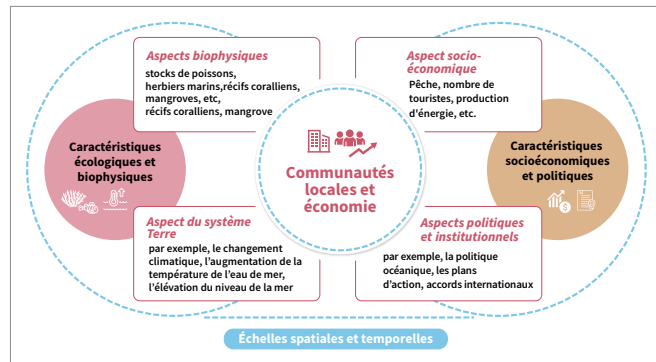 Aspects biophysiques
stocks de poissons,
herbiers marins,récifs coralliens,
mangroves, etc,
récifs coralliens, mangrove
Aspect socio-
économique
Pêche, nombre de
touristes, production
d'énergie, etc.
Caractéristiques
écologiques et
biophysiques
Communautés
locales et
économie
Caractéristiques
socioéconomiques
et politiques
Aspect du système
Terre
par exemple, le changement
climatique, l'augmentation de la
température de l'eau de mer,
l'élévation du niveau de la mer
Aspects politiques
et institutionnels
par exemple, la politique
océanique, les plans
d'action, accords internationaux
Échelles spatiales et temporelles